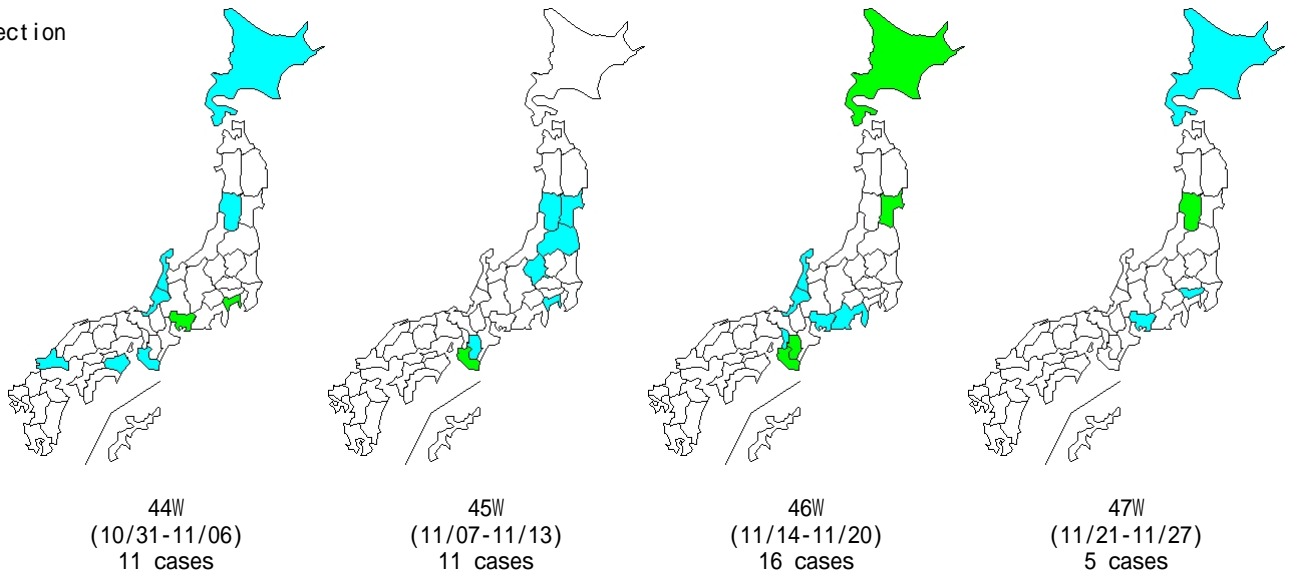 ection
44W
(10/31-11/06)
11 cases
45W
(11/07-11/13)
11 cases
46W
(11/14-11/20)
16 cases
47W
(11/21-11/27)
5 cases